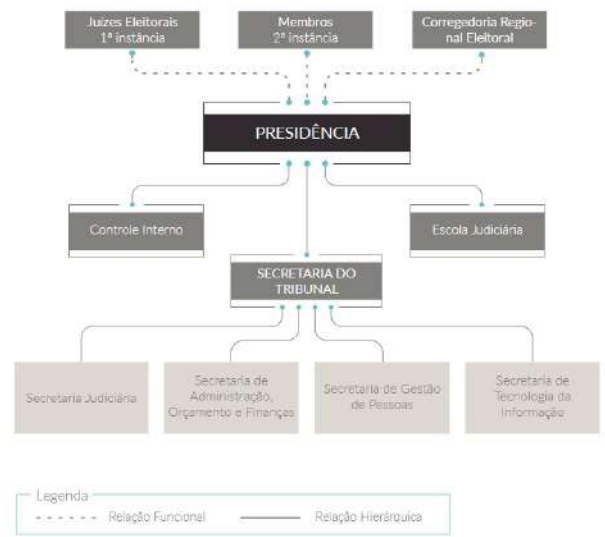 Juízes Eleitorais
1ª instância
Membros
2ª instância
Corregedoria Regio-
nal Eleitoral
PRESIDÊNCIA
Controle Interno
Escola Judiciária
SECRETARIA DO
TRIBUNAL
Secretaria Judiciária
Secretaria de
Administração,
Orçamento e Finanças
Secretaria de Gestão
de Pessoas
Secretaria de
Tecnologia da
Informação
Legenda
Relação Funcional
Relação Hierárquica